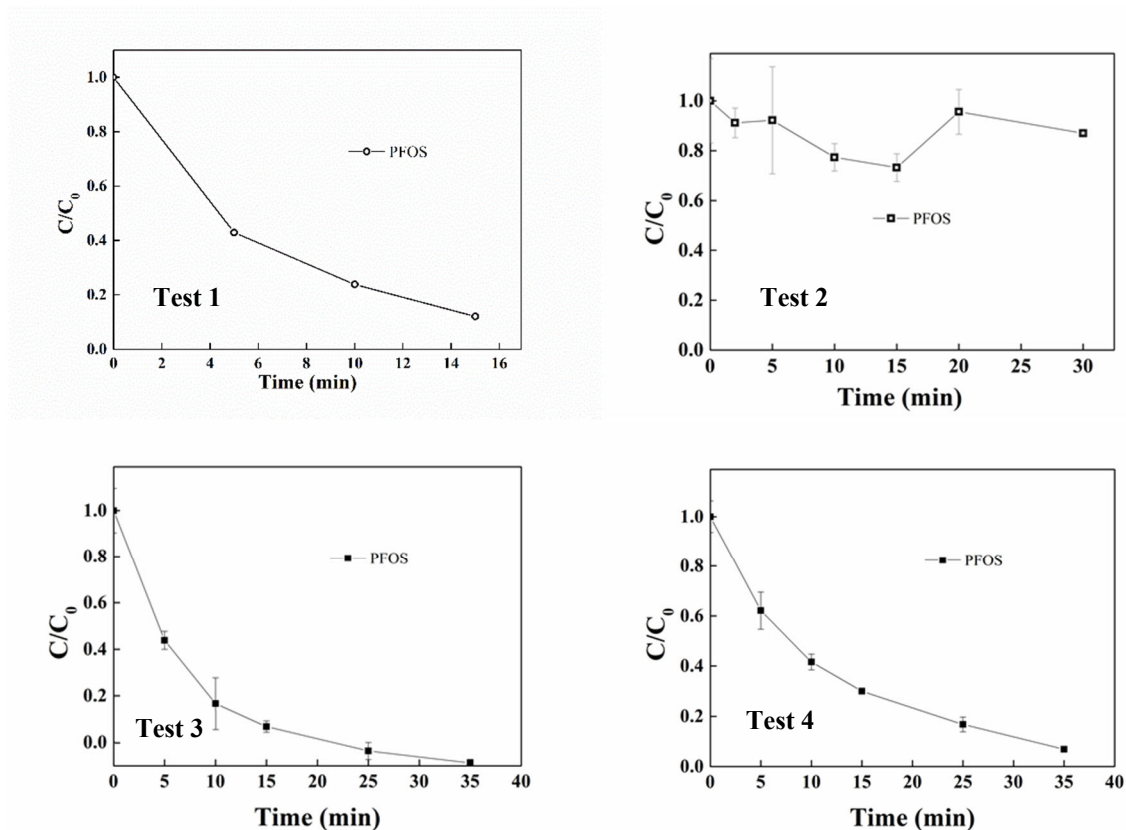 1.0
0.8
0.6
0.4
0.2
0.0
C/C0
PFOS
Test 1
0 2 4 6 8 10 12 14 16
Time (min)
1.0
0.8
0.6
0.4
0.2
0.0
C/C0
PFOS
Test 2
0 5 10 15 20 25 30
Time (min)
1.0
0.8
0.6
0.4
0.2
0.0
C/C0
PFOS
Test 3
0 5 10 15 20 25 30 35 40
Time (min)
1.0
0.8
0.6
0.4
0.2
0.0
C/C0
PFOS
Test 4
0 5 10 15 20 25 30 35 40
Time (min)